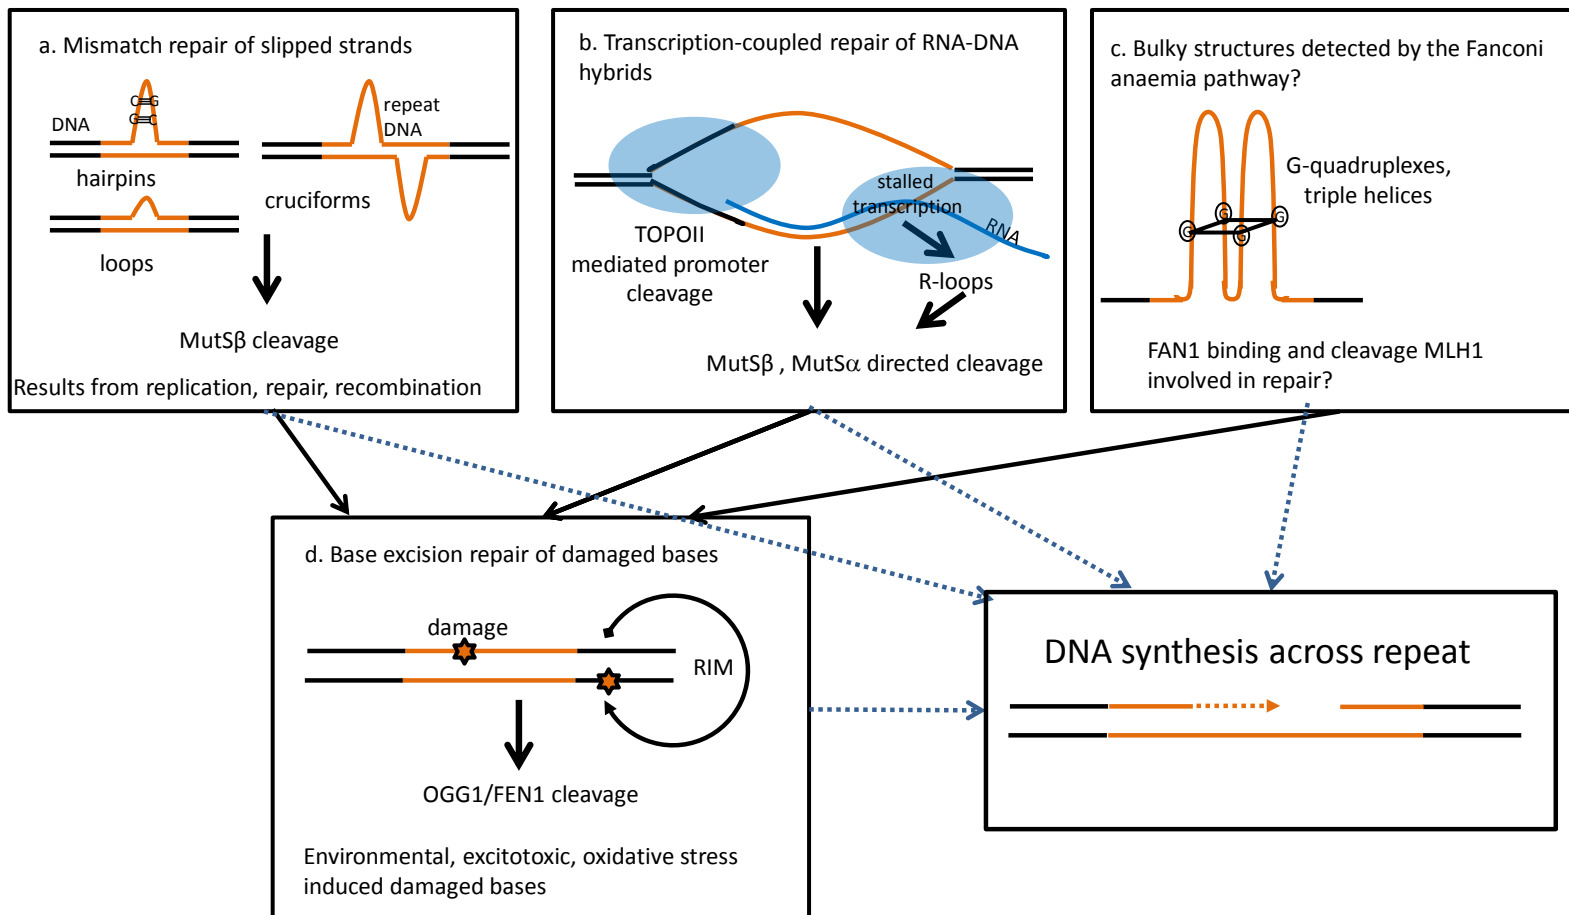 a. Mismatch repair of slipped strands
C≡G
G≡C
DNA
repeat
DNA
hairpins
cruciforms
loops
MutSβ cleavage
Results from replication, repair, recombination
b. Transcription-coupled repair of RNA-DNA
hybrids
stalled
transcription
RNA
TOPOII
mediated promoter
cleavage
R-loops
MutSβ , MutSα directed cleavage
c. Bulky structures detected by the Fanconi
anaemia pathway?
G-quadruplexes,
triple helices
G
G
G
G
FAN1 binding and cleavage MLH1
involved in repair?
d. Base excision repair of damaged bases
damage
RIM
OGG1/FEN1 cleavage
Environmental, excitotoxic, oxidative stress
induced damaged bases
DNA synthesis across repeat